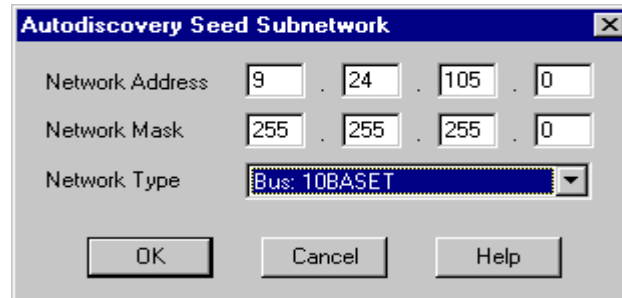 Autodiscovery Seed Subnetwork
Network Address 9 . 24 . 105 . 0
Network Mask 255 . 255 . 255 . 0
Network Type Bus: 10BASET
OK Cancel Help